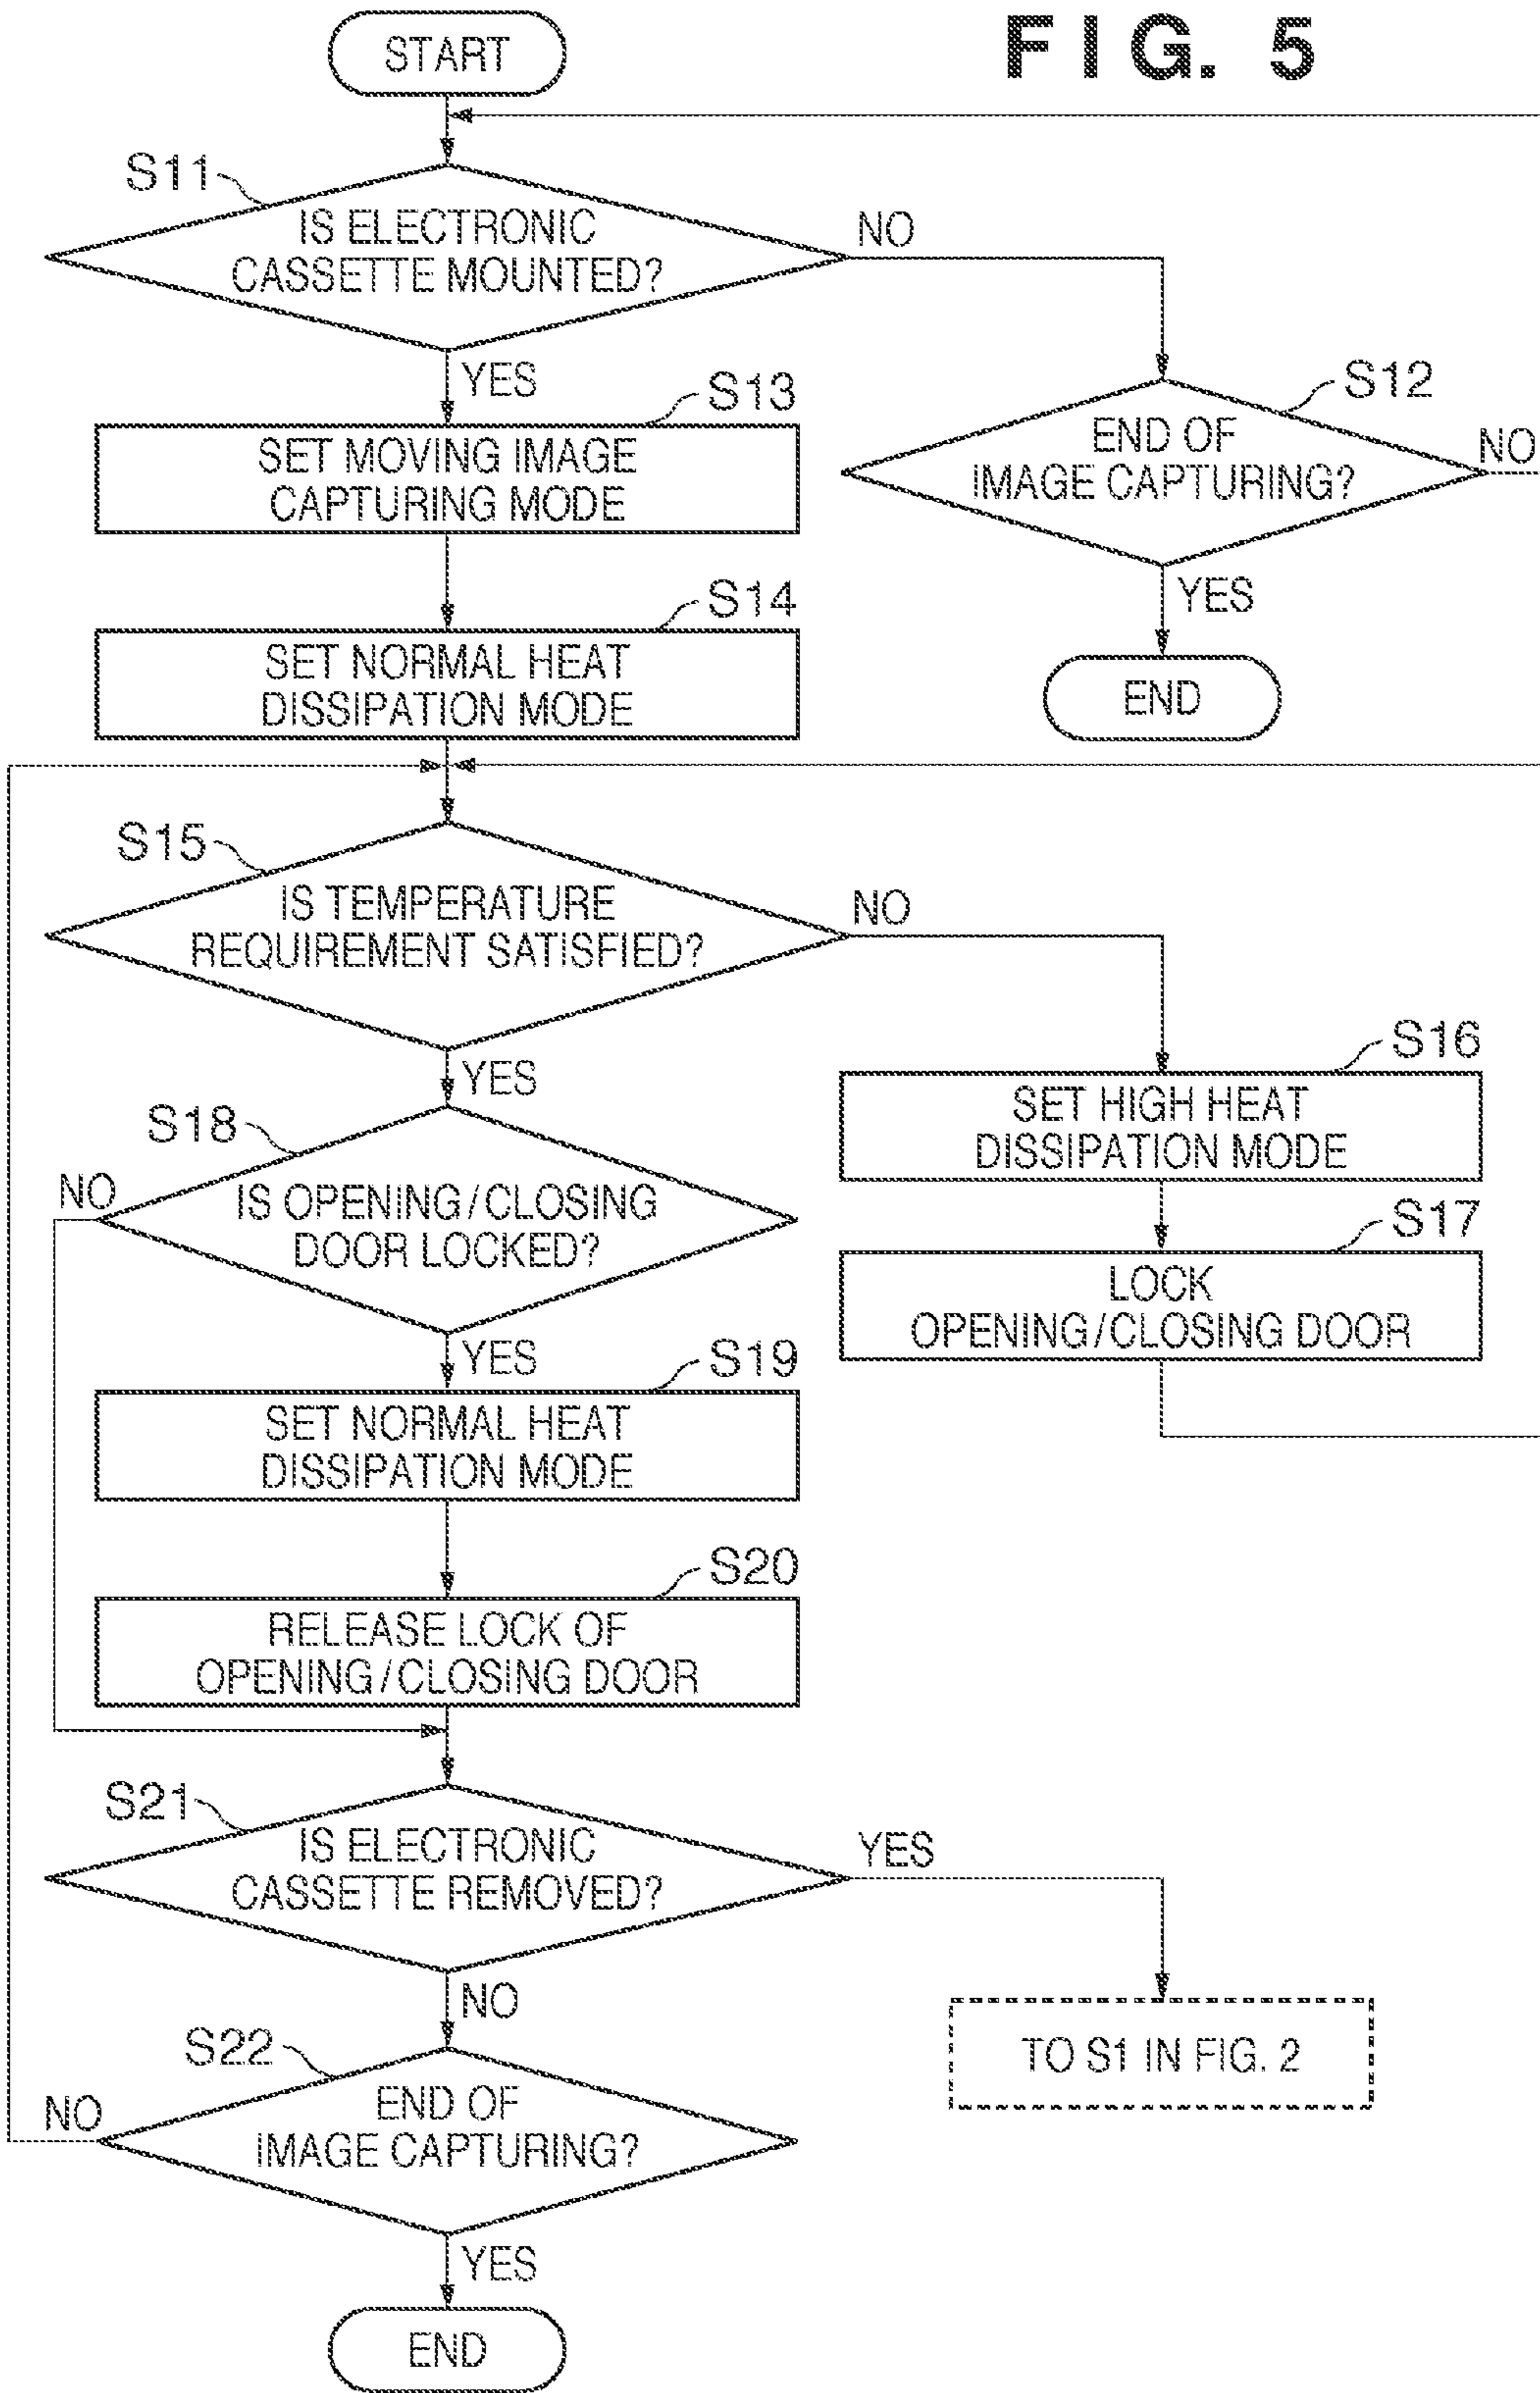 FIG. 5
START
S11
IS ELECTRONIC
CASSETTE MOUNTED?
NO
YES
S12
END OF
IMAGE CAPTURING?
NO
YES
END
S13
SET MOVING IMAGE
CAPTURING MODE
S14
SET NORMAL HEAT
DISSIPATION MODE
S15
IS TEMPERATURE
REQUIREMENT SATISFIED?
NO
YES
S16
SET HIGH HEAT
DISSIPATION MODE
S17
LOCK
OPENING/CLOSING DOOR
S18
NO
IS OPENING/CLOSING
DOOR LOCKED?
YES
S19
SET NORMAL HEAT
DISSIPATION MODE
S20
RELEASE LOCK OF
OPENING/CLOSING DOOR
S21
IS ELECTRONIC
CASSETTE REMOVED?
YES
NO
TO S1 IN FIG. 2
S22
NO
END OF
IMAGE CAPTURING?
YES
END